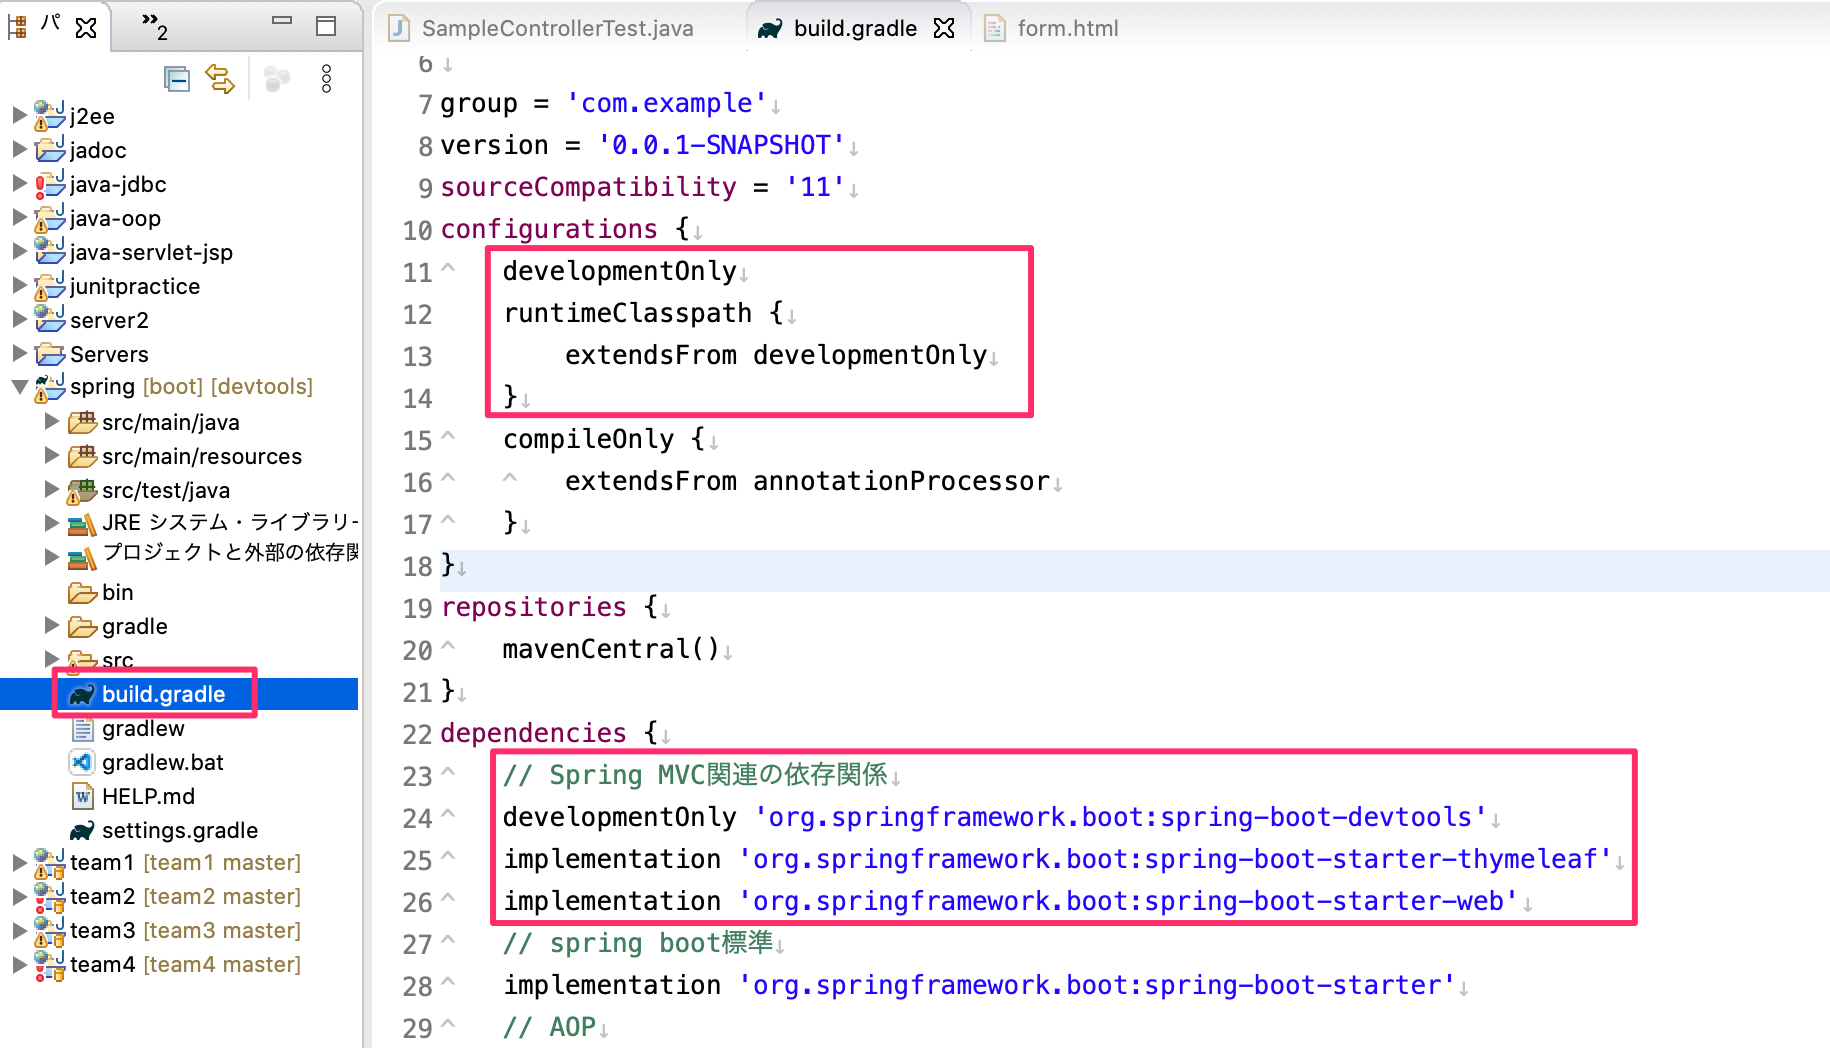 パ
»2
j2ee
jadoc
java-jdbc
java-oop
java-servlet-jsp
junitpractice
server2
Servers
spring [boot] [devtools]
src/main/java
src/main/resources
src/test/java
JRE システム・ライブラリー
プロジェクトと外部の依存関
bin
gradle
src
build.gradle
gradlew
gradlew.bat
HELP.md
settings.gradle
team1 [team1 master]
team2 [team2 master]
team3 [team3 master]
team4 [team4 master]
SampleControllerTest.java
build.gradle
form.html
6
7 group = 'com.example'
8 version = '0.0.1-SNAPSHOT'
9 sourceCompatibility = '11'
10 configurations {
11 developmentOnly
12 runtimeClasspath {
13 extendsFrom developmentOnly
14 }
15 compileOnly {
16 extendsFrom annotationProcessor
17 }
18 }
19 repositories {
20 mavenCentral()
21 }
22 dependencies {
23 // Spring MVC関連の依存関係
24 developmentOnly 'org.springframework.boot:spring-boot-devtools'
25 implementation 'org.springframework.boot:spring-boot-starter-thymeleaf'
26 implementation 'org.springframework.boot:spring-boot-starter-web'
27 // spring boot標準
28 implementation 'org.springframework.boot:spring-boot-starter'
29 // AOP